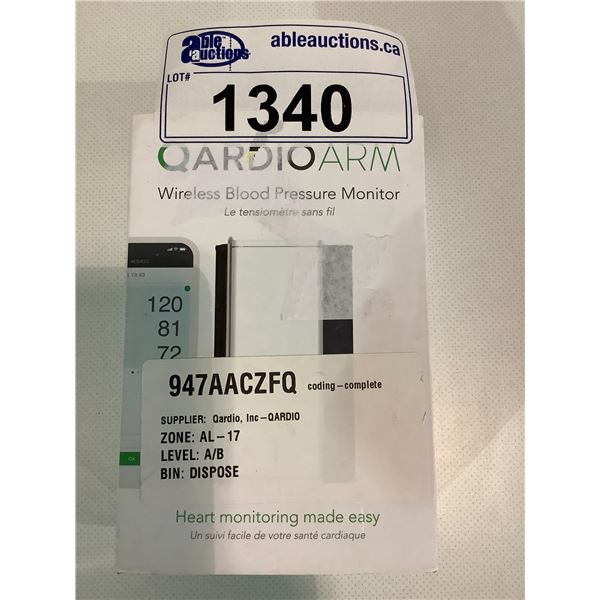 able auctions
ableauctions.ca
LOT#
1340
QARDIOARM
Wireless Blood Pressure Monitor
Le tensiomètre sans fil
RESULTS
120
81
72
947AACZFQ coding-complete
SUPPLIER: Qardio, Inc-QARDIO
ZONE: AL-17
LEVEL: A/B
BIN: DISPOSE
OK
Heart monitoring made easy
Un suivi facile de votre santé cardiaque